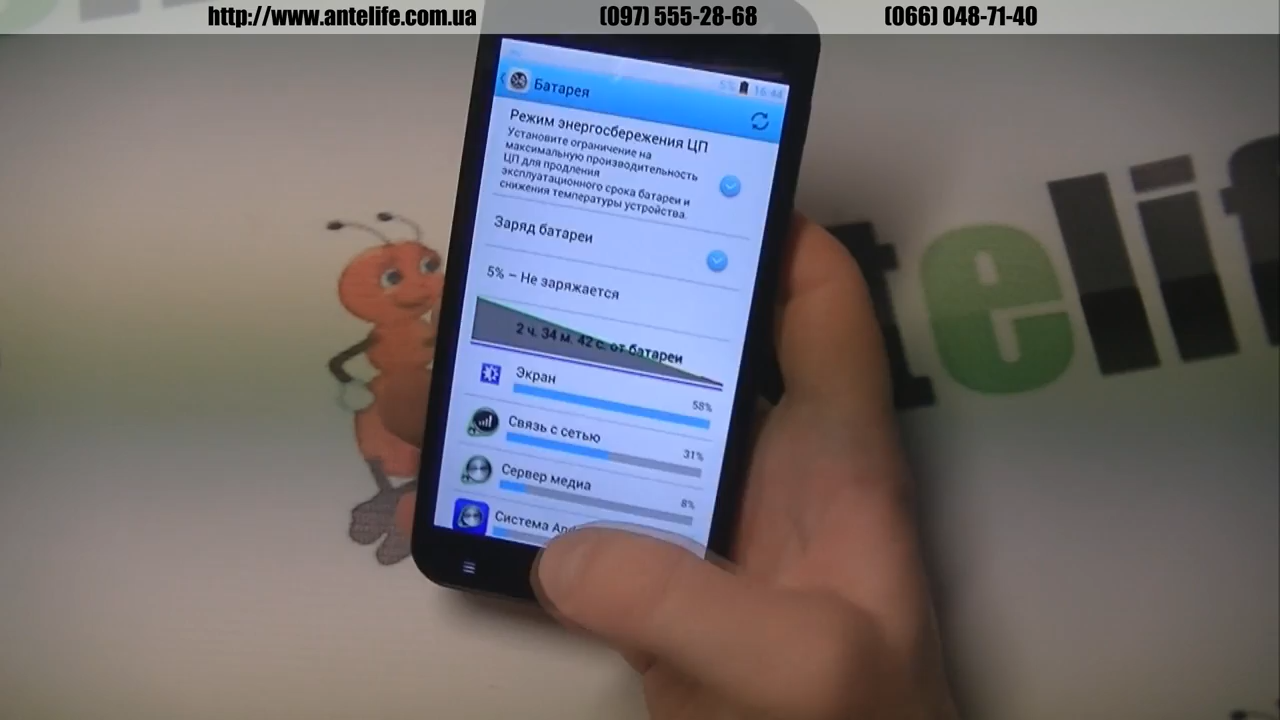 http://www.antelife.com.ua
(097) 555-28-68
(066) 048-71-40
5%
16:44
Батарея
Режим энергосбережения ЦП
Установите ограничение на
максимальную производительность
ЦП для продления
эксплуатационного срока батареи и
снижения температуры устройства.
Заряд батареи
5% – Не заряжается
2 ч. 34 м. 42 с. от батареи
Экран
58%
Связь с сетью
31%
Сервер медиа
8%
Система
telif